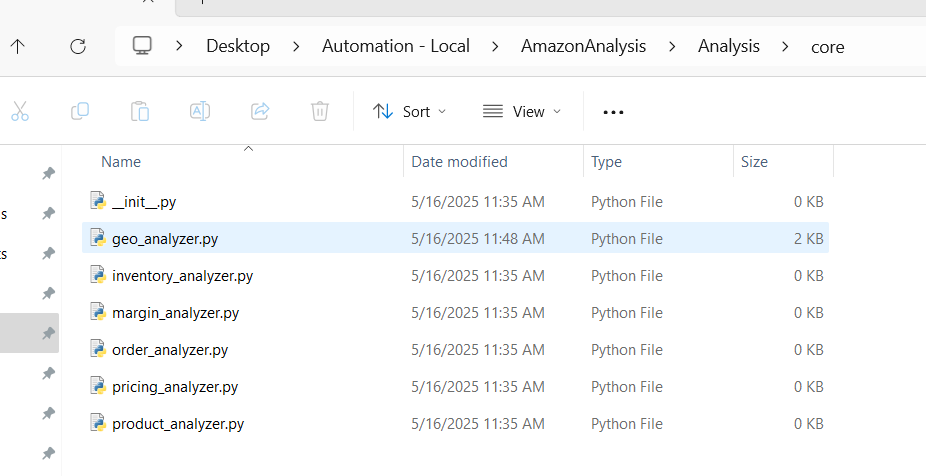 Desktop > Automation - Local > AmazonAnalysis > Analysis > core
Sort View ...
Name Date modified Type Size
__init__.py 5/16/2025 11:35 AM Python File 0 KB
s geo_analyzer.py 5/16/2025 11:48 AM Python File 2 KB
ts inventory_analyzer.py 5/16/2025 11:35 AM Python File 0 KB
margin_analyzer.py 5/16/2025 11:35 AM Python File 0 KB
order_analyzer.py 5/16/2025 11:35 AM Python File 0 KB
pricing_analyzer.py 5/16/2025 11:35 AM Python File 0 KB
product_analyzer.py 5/16/2025 11:35 AM Python File 0 KB